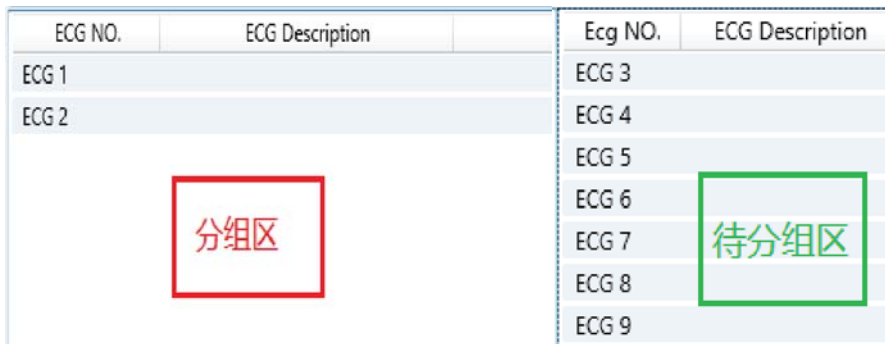 ECG NO. ECG Description
ECG 1
ECG 2
分组区
Ecg NO. ECG Description
ECG 3
ECG 4
ECG 5
ECG 6
ECG 7
ECG 8
ECG 9
待分组区